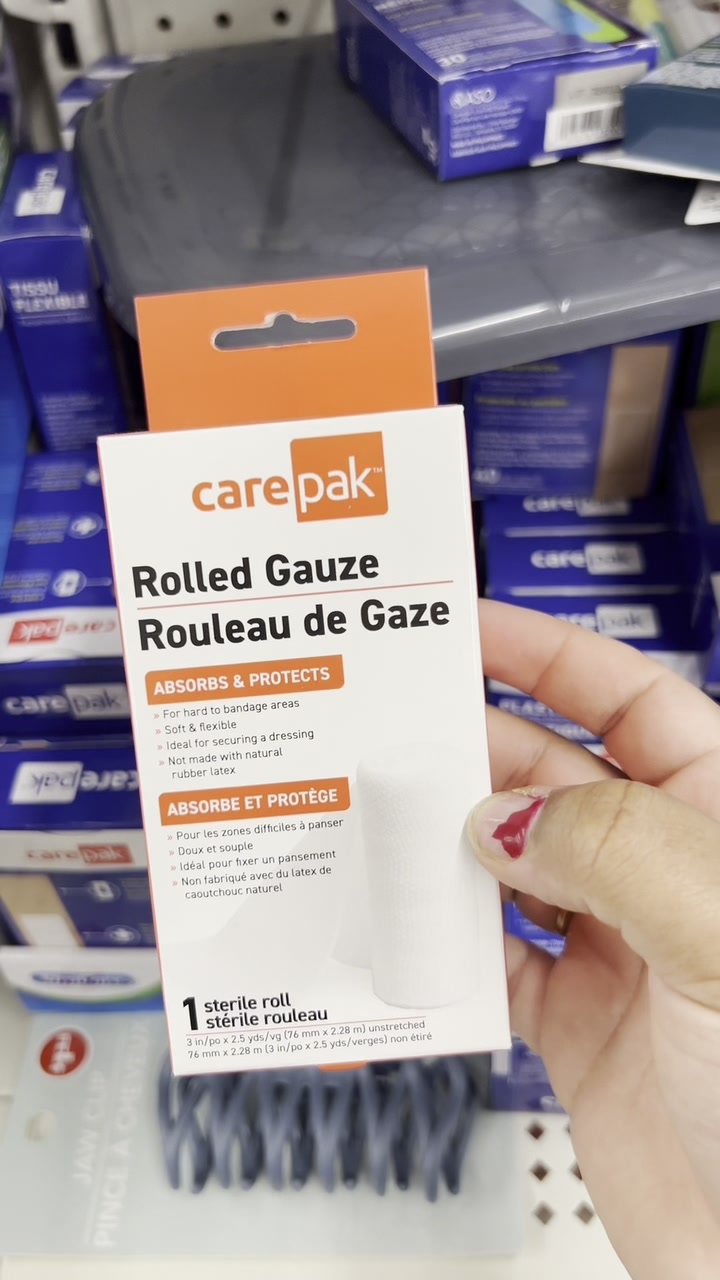 30
ASO
TISSU
FLEXIBLE
carepak™
Rolled Gauze
Rouleau de Gaze
ABSORBS & PROTECTS
» For hard to bandage areas
» Soft & flexible
» Ideal for securing a dressing
» Not made with natural
rubber latex
ABSORBE ET PROTÈGE
» Pour les zones difficiles à panser
» Doux et souple
» Idéal pour fixer un pansement
» Non fabriqué avec du latex de
caoutchouc naturel
1 sterile roll
stérile rouleau
3 in/po x 2.5 yds/vg (76 mm x 2.28 m) unstretched
76 mm x 2.28 m (3 in/po x 2.5 yds/verges) non étiré
carepak
carepak
carepak
carepak
carepak
carepak
carepak
JAW CLIP
PINCE À CHEVEUX